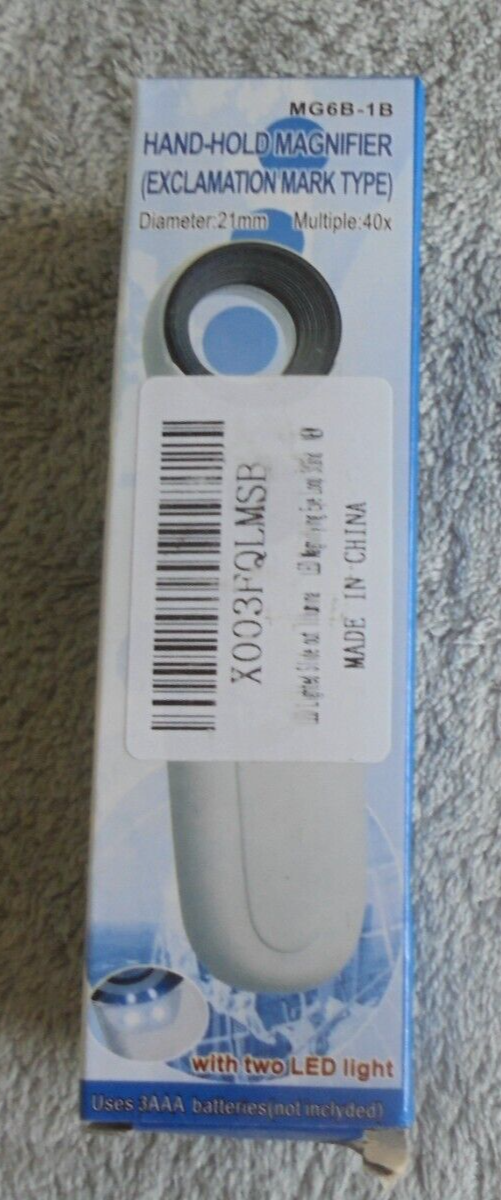 MG6B-1B
HAND-HOLD MAGNIFIER
(EXCLAMATION MARK TYPE)
Diameter:21mm Multiple:40x
X003FQLMSB
MADE IN CHINA
with two LED light
Uses 3AAA batteries(not inclyded)